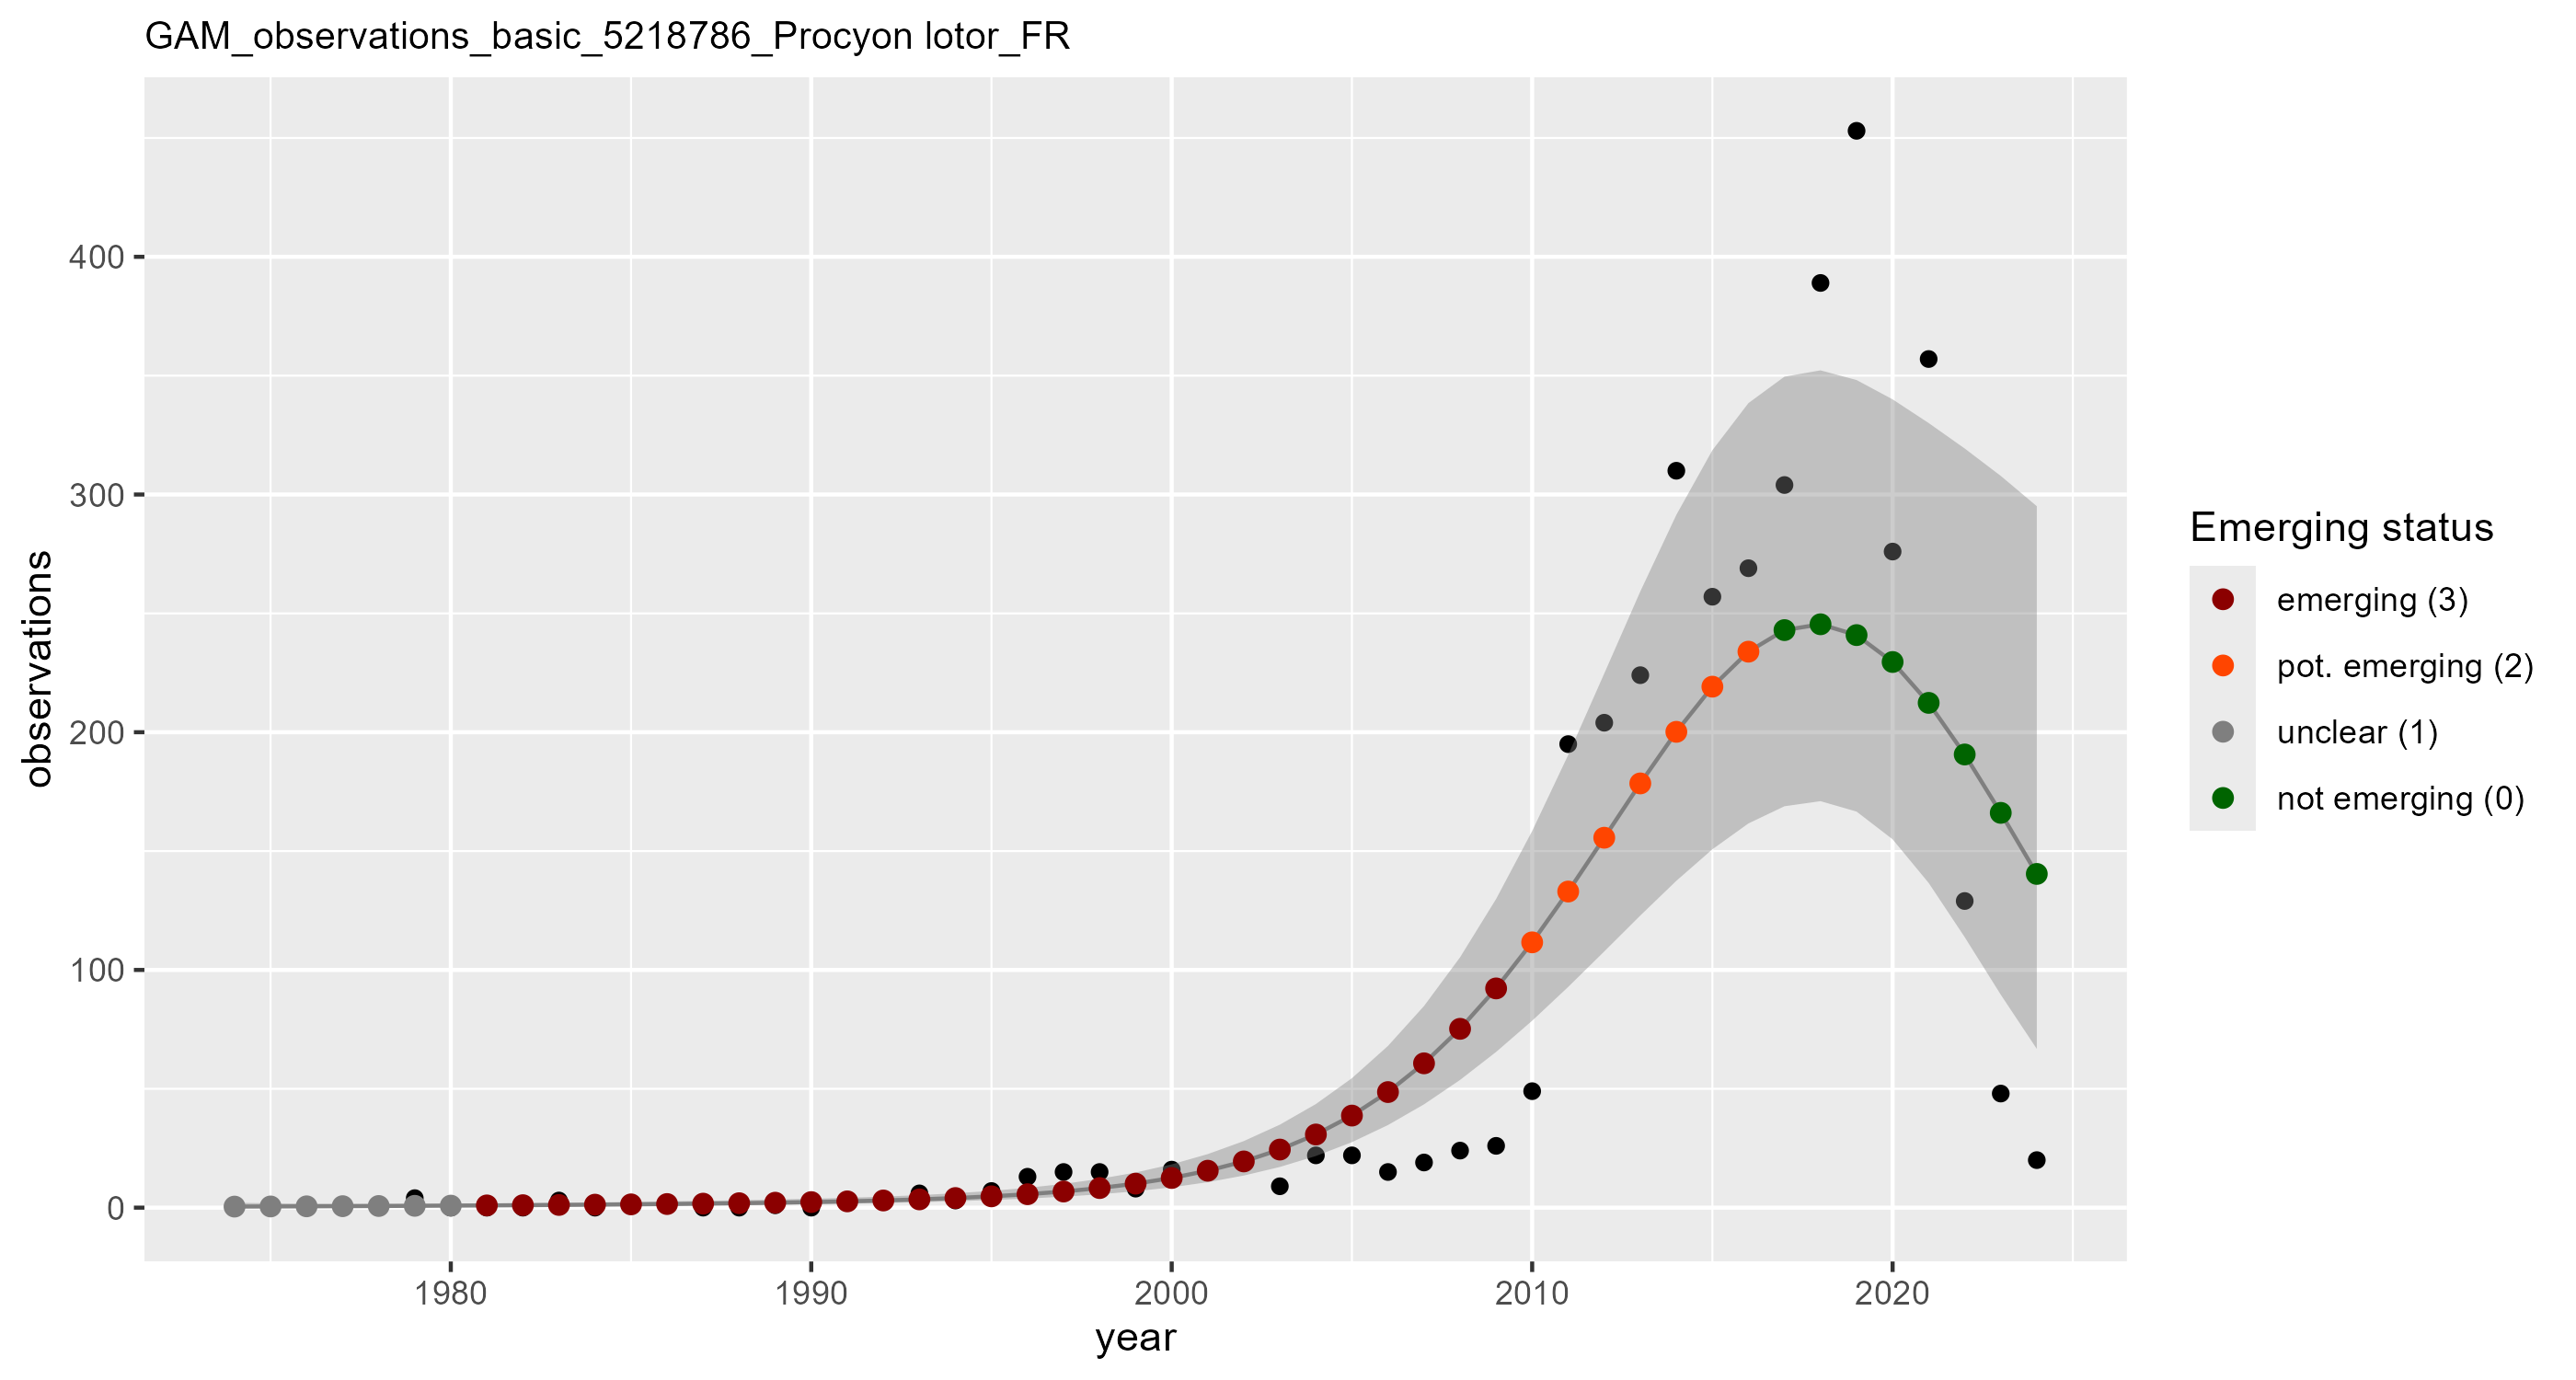 GAM_observations_basic_5218786_Procyon lotor_FR
observations
400
300
200
100
0
1980 1990 2000 2010 2020
year
Emerging status
emerging (3)
pot. emerging (2)
unclear (1)
not emerging (0)